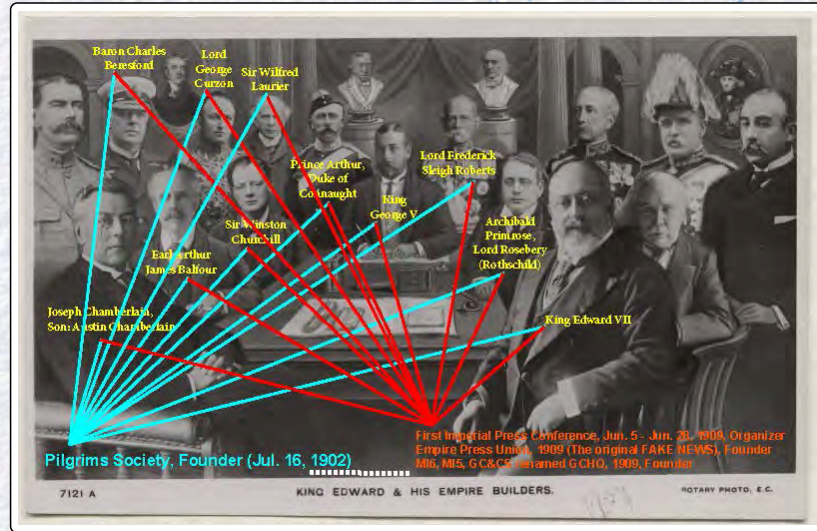 Baron Charles
Beresford
Lord
George
Curzon
Sir Wilfred
Laurier
Prince Arthur,
Duke of
Connaught
King
George V
Lord Frederick
Sleigh Roberts
Sir Winston
Churchill
Archibald
Primrose,
Lord Rosebery
(Rothschild)
Earl Arthur
James Balfour
Joseph Chamberlain,
Son: Austin Chamberlain
King Edward VII
First Imperial Press Conference, Jun. 5 - Jun. 28, 1909, Organizer
Empire Press Union, 1909 (The original FAKE NEWS), Founder
MI6, MI5, GC&CS renamed GCHQ, 1909, Founder
Pilgrims Society, Founder (Jul. 16, 1902)
7121 A
KING EDWARD & HIS EMPIRE BUILDERS.
ROTARY PHOTO, E.C.